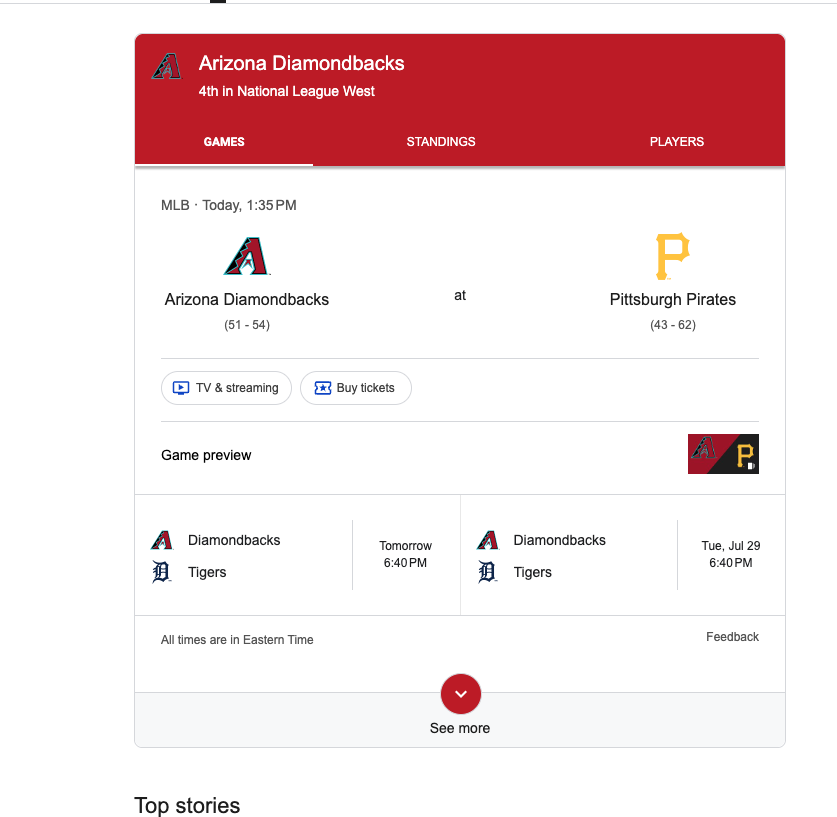 Arizona Diamondbacks
4th in National League West
GAMES STANDINGS PLAYERS
MLB · Today, 1:35 PM
Arizona Diamondbacks
(51 - 54)
at
P
Pittsburgh Pirates
(43 - 62)
TV & streaming Buy tickets
Game preview
P
Diamondbacks
Tigers
Tomorrow
6:40 PM
Diamondbacks
Tigers
Tue, Jul 29
6:40 PM
All times are in Eastern Time
Feedback
See more
Top stories